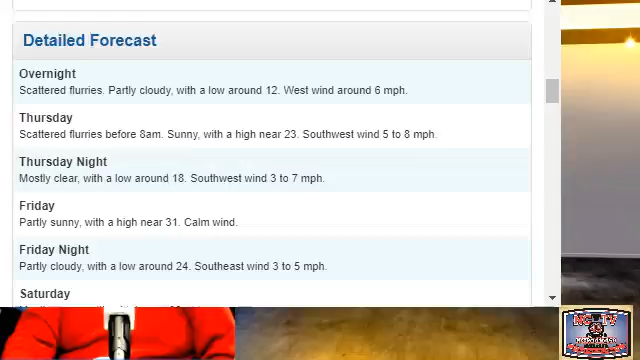 Detailed Forecast
Overnight
Scattered flurries. Partly cloudy, with a low around 12. West wind around 6 mph.
Thursday
Scattered flurries before 8am. Sunny, with a high near 23. Southwest wind 5 to 8 mph.
Thursday Night
Mostly clear, with a low around 18. Southwest wind 3 to 7 mph.
Friday
Partly sunny, with a high near 31. Calm wind.
Friday Night
Partly cloudy, with a low around 24. Southeast wind 3 to 5 mph.
Saturday